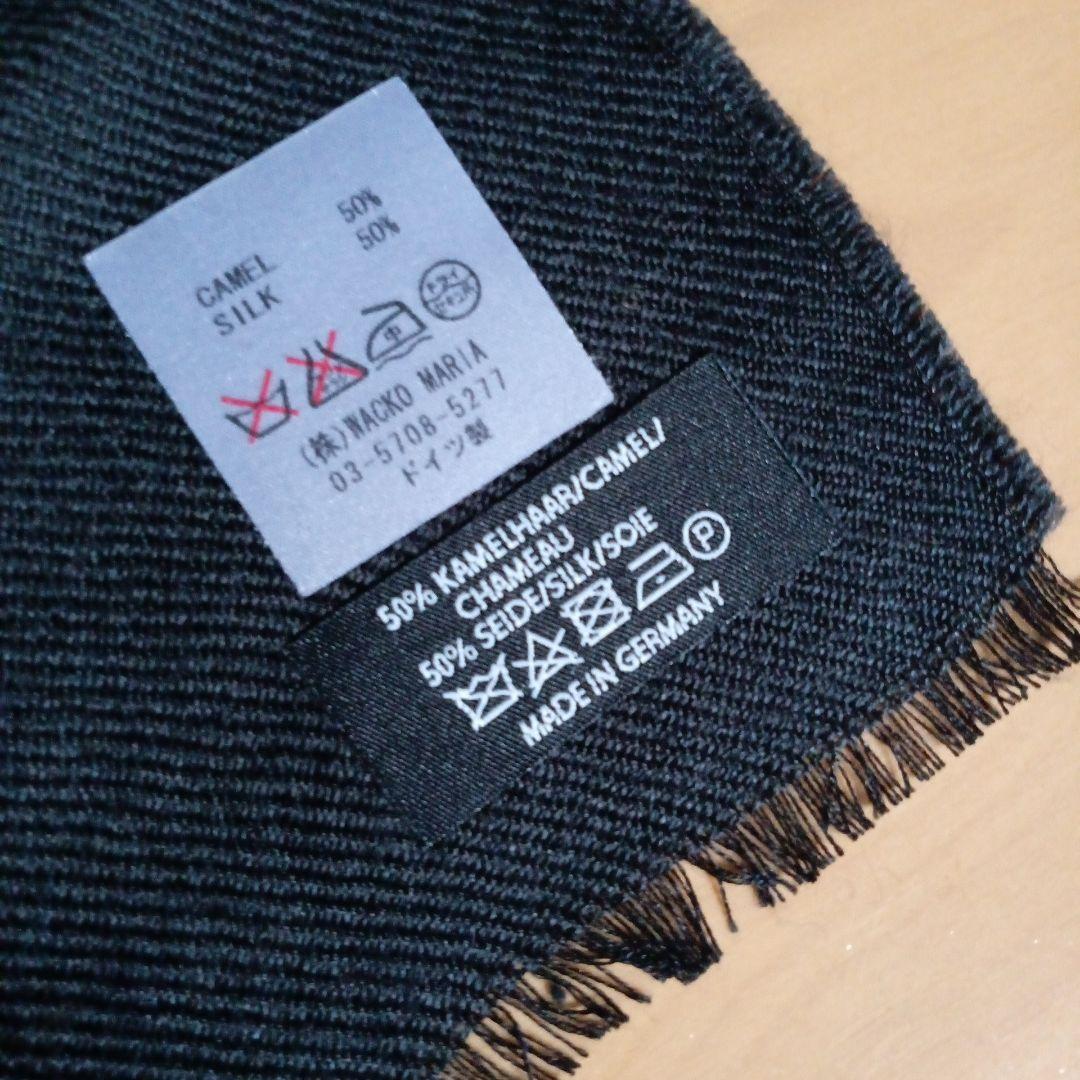 CAMEL 50%
SILK 50%
中 ドライ
(株)WACKO MARIA
03-5708-5277
ドイツ製
50% KAMELHAAR/CAMEL/
CHAMEAU
50% SEIDE/SILK/SOIE
P
MADE IN GERMANY